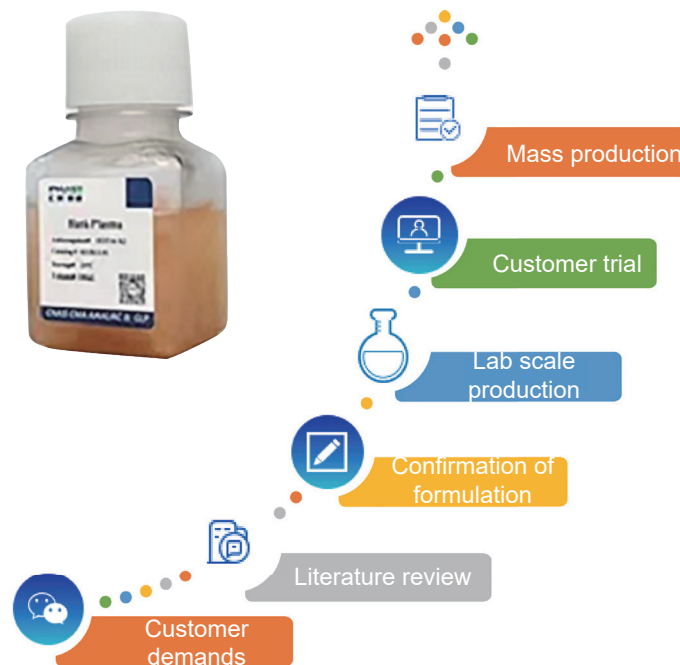 Blank Plasma
Mass production
Customer trial
Lab scale
production
Confirmation of
formulation
Literature review
Customer
demands